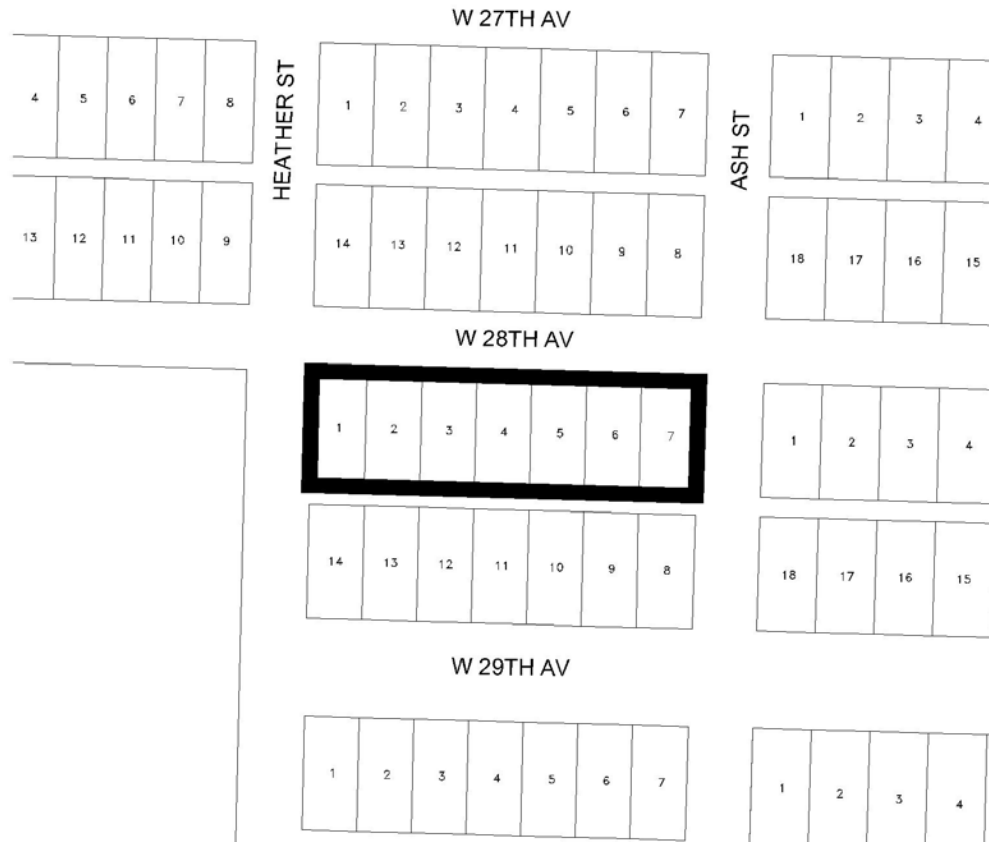 W 27TH AV
HEATHER ST
ASH ST
4 5 6 7 8
1 2 3 4 5 6 7
1 2 3 4
13 12 11 10 9
14 13 12 11 10 9 8
18 17 16 15
W 28TH AV
1 2 3 4 5 6 7
1 2 3 4
14 13 12 11 10 9 8
18 17 16 15
W 29TH AV
1 2 3 4 5 6 7
1 2 3 4